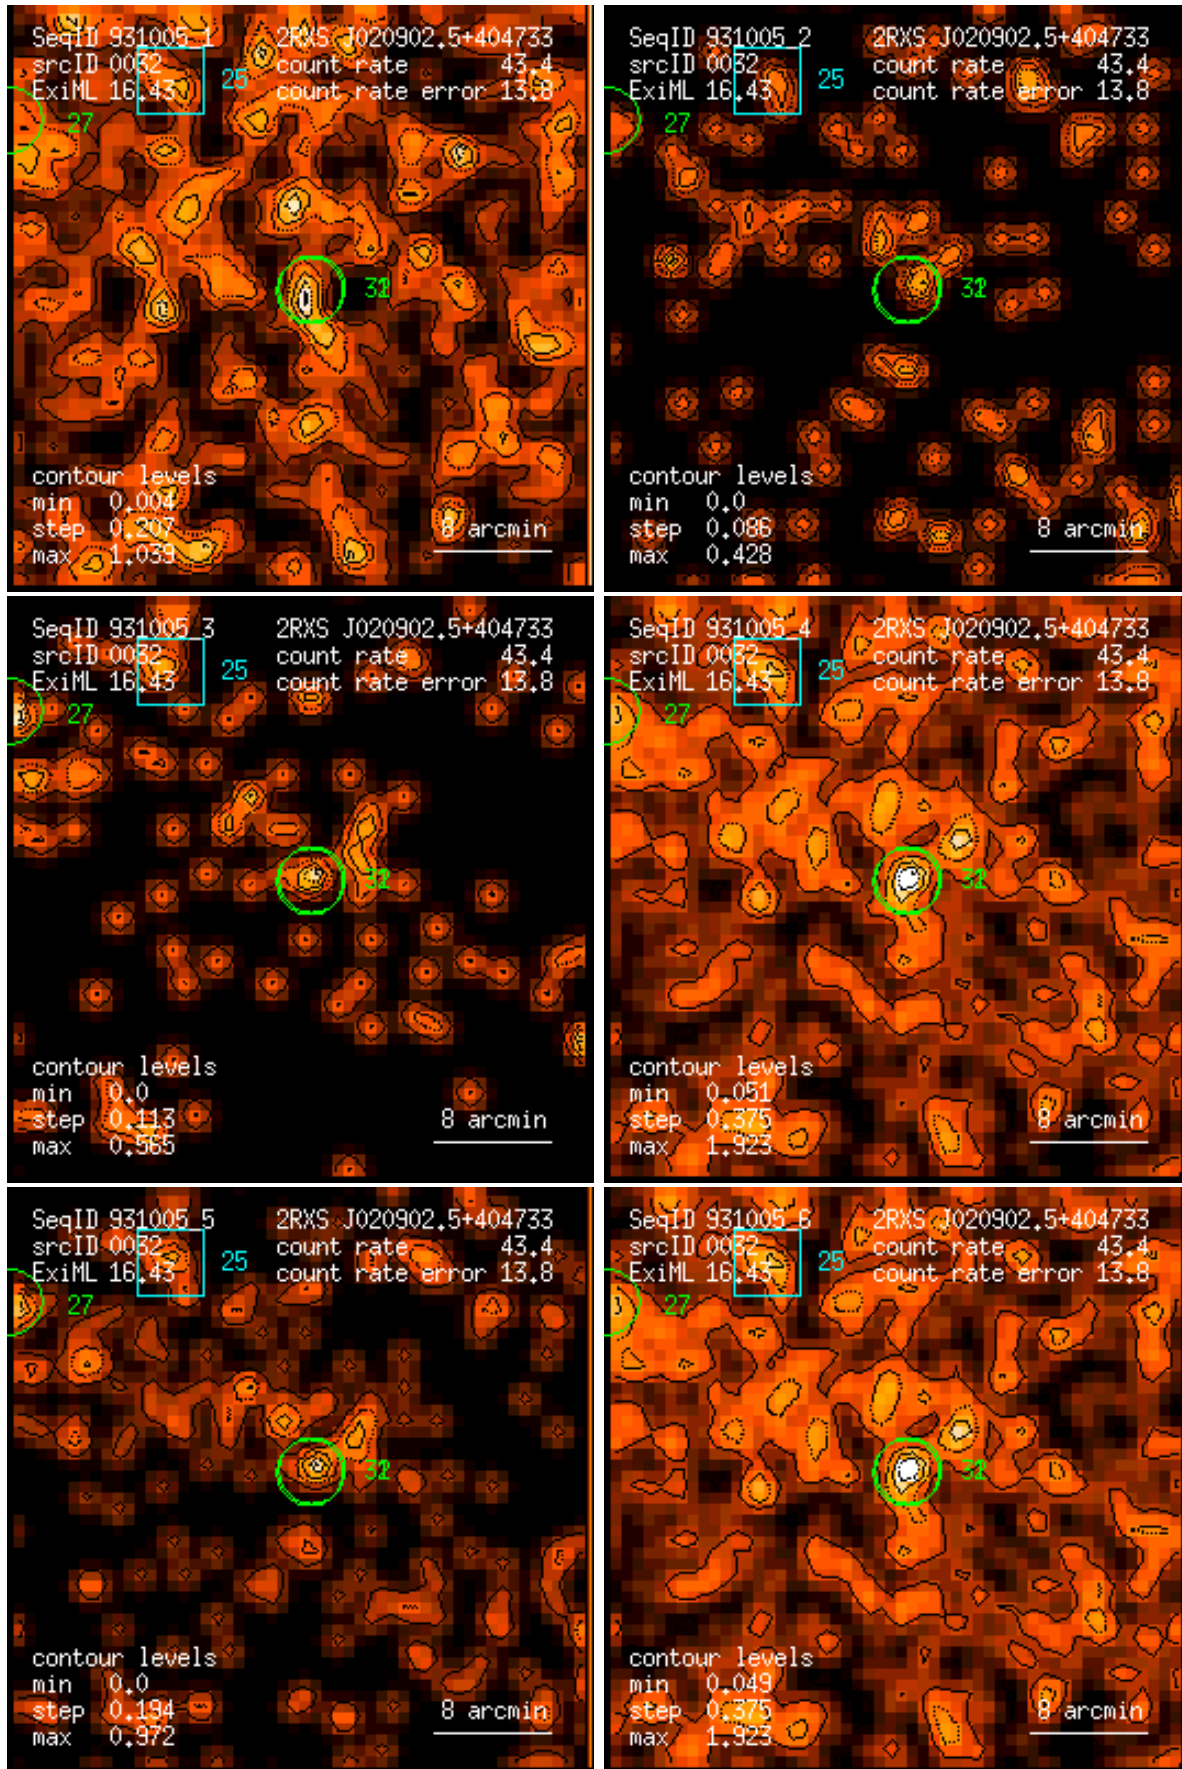 SeqID 931005_1 2RXS J020902.5+404733
srcID 0032 count rate 43.4
ExiML 16.43 count rate error 13.8
25
27
contour levels
min 0.004
step 0.207
max 1.039
8 arcmin
SeqID 931005_2 2RXS J020902.5+404733
srcID 0032 count rate 43.4
ExiML 16.43 count rate error 13.8
25
27
contour levels
min 0.0
step 0.086
max 0.428
8 arcmin
SeqID 931005_3 2RXS J020902.5+404733
srcID 0032 count rate 43.4
ExiML 16.43 count rate error 13.8
25
27
contour levels
min 0.0
step 0.113
max 0.565
8 arcmin
SeqID 931005_4 2RXS J020902.5+404733
srcID 0032 count rate 43.4
ExiML 16.43 count rate error 13.8
25
27
contour levels
min 0.051
step 0.375
max 1.923
8 arcmin
SeqID 931005_5 2RXS J020902.5+404733
srcID 0032 count rate 43.4
ExiML 16.43 count rate error 13.8
25
27
contour levels
min 0.0
step 0.194
max 0.972
8 arcmin
SeqID 931005_6 2RXS J020902.5+404733
srcID 0032 count rate 43.4
ExiML 16.43 count rate error 13.8
25
27
contour levels
min 0.049
step 0.375
max 1.923
8 arcmin